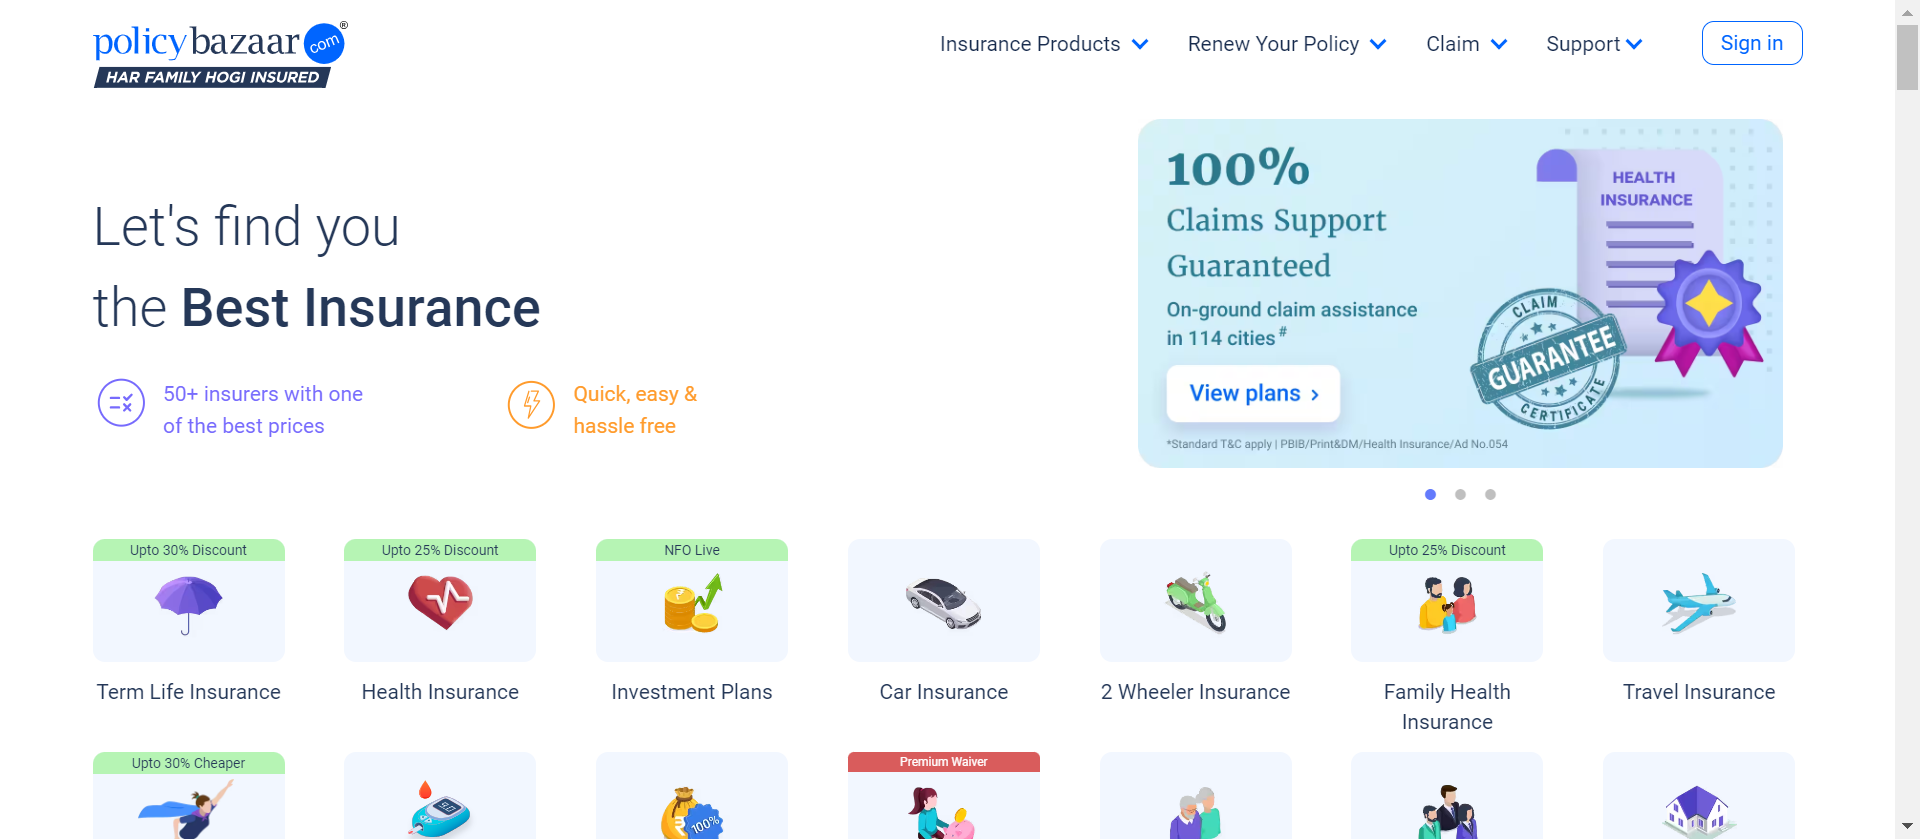 policybazaar com ®
HAR FAMILY HOGI INSURED
Insurance Products
Renew Your Policy
Claim
Support
Sign in
Let's find you
the Best Insurance
50+ insurers with one
of the best prices
Quick, easy &
hassle free
100%
Claims Support
Guaranteed
On-ground claim assistance
in 114 cities#
View plans ›
*Standard T&C apply | PBIB/Print&DM/Health Insurance/Ad No.054
HEALTH
INSURANCE
CLAIM
GUARANTEE
CERTIFICATE
Upto 30% Discount
Term Life Insurance
Upto 25% Discount
Health Insurance
NFO Live
₹
Investment Plans
Car Insurance
2 Wheeler Insurance
Upto 25% Discount
Family Health
Insurance
Travel Insurance
Upto 30% Cheaper
90
₹
100%
Premium Waiver